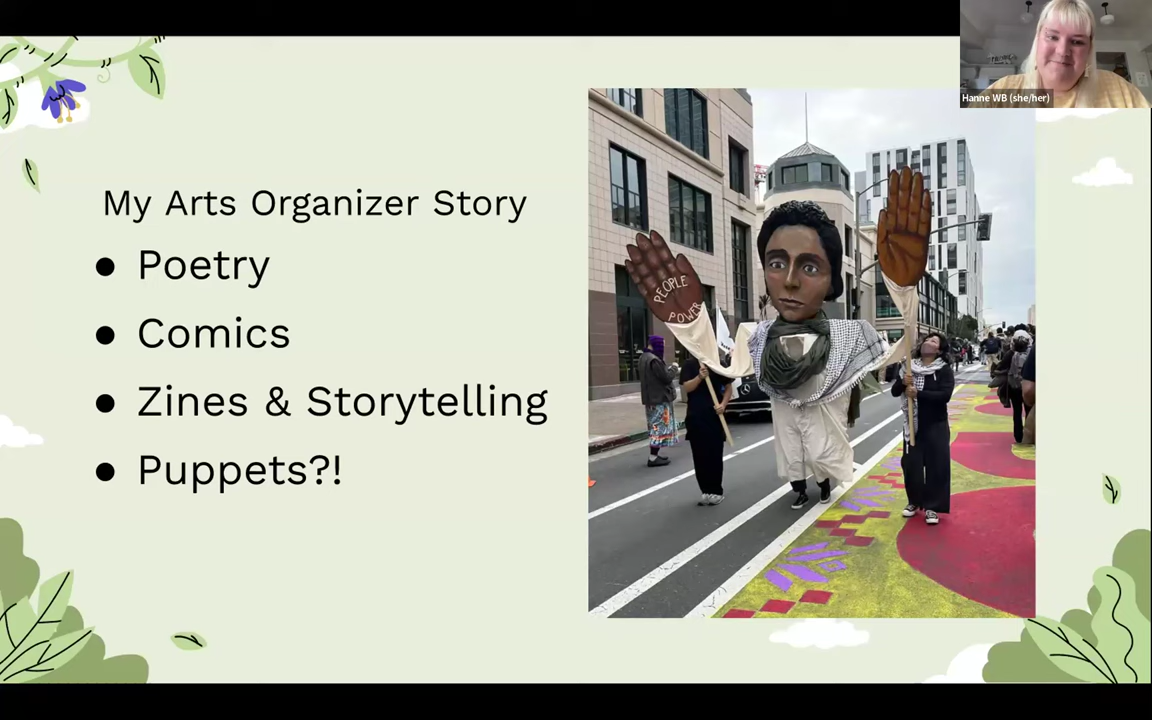 Hanne WB (she/her)
My Arts Organizer Story
● Poetry
● Comics
● Zines & Storytelling
● Puppets?!
PEOPLE
POWER